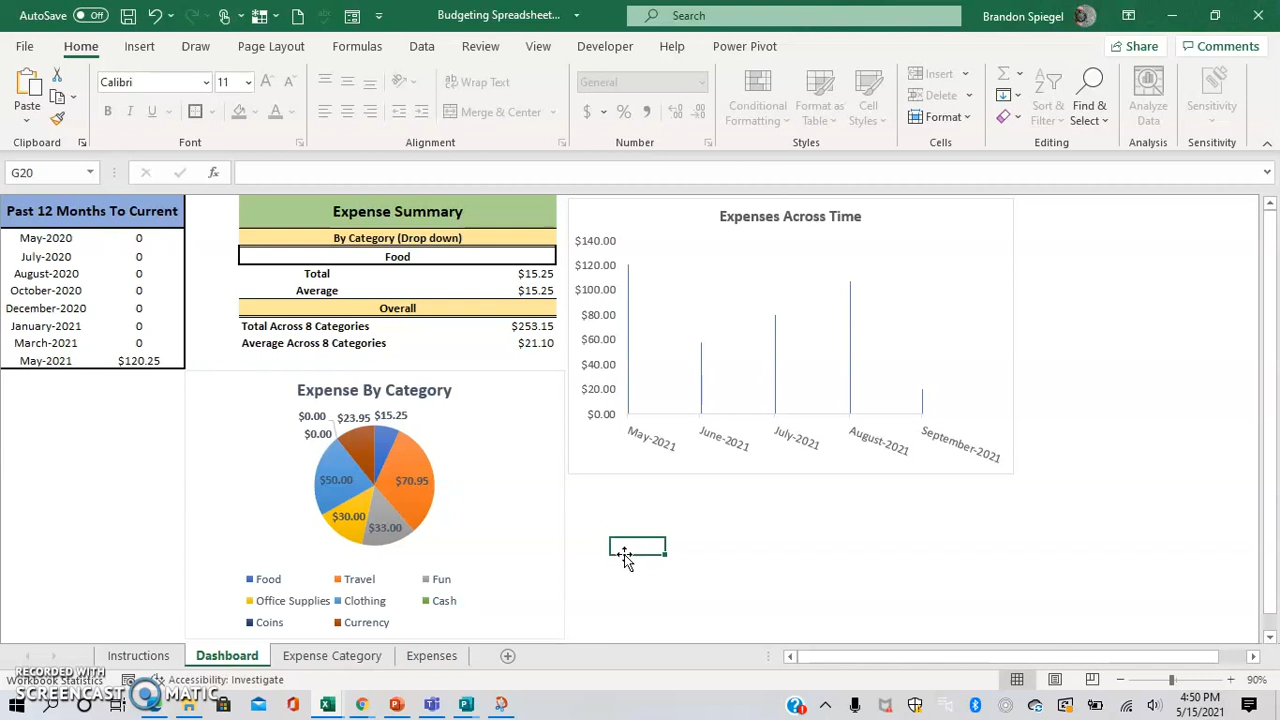 AutoSave Off Budgeting Spreadsheet... Search Brandon Spiegel
File Home Insert Draw Page Layout Formulas Data Review View Developer Help Power Pivot Share Comments
Paste Calibri 11 Wrap Text General Insert
Merge & Center Delete
Conditional Formatting Format as Table Cell Styles Format Sort & Filter Find & Select Analyze Data Sensitivity
Clipboard Font Alignment Number Styles Cells Editing Analysis Sensitivity
G20 fx
Past 12 Months To Current
May-2020 0
July-2020 0
August-2020 0
October-2020 0
December-2020 0
January-2021 0
March-2021 0
May-2021 $120.25
Expense Summary
By Category (Drop down)
Food
Total $15.25
Average $15.25
Overall
Total Across 8 Categories $253.15
Average Across 8 Categories $21.10
Expense By Category
$0.00 $23.95 $15.25
$0.00
$50.00 $70.95
$30.00 $33.00
Food Travel Fun
Office Supplies Clothing Cash
Coins Currency
Expenses Across Time
$140.00
$120.00
$100.00
$80.00
$60.00
$40.00
$20.00
$0.00
May-2021 June-2021 July-2021 August-2021 September-2021
Instructions Dashboard Expense Category Expenses
RECORDED WITH
Workbook Statistics Accessibility: Investigate 90%
SCREENCAST MATIC
4:50 PM
5/15/2021